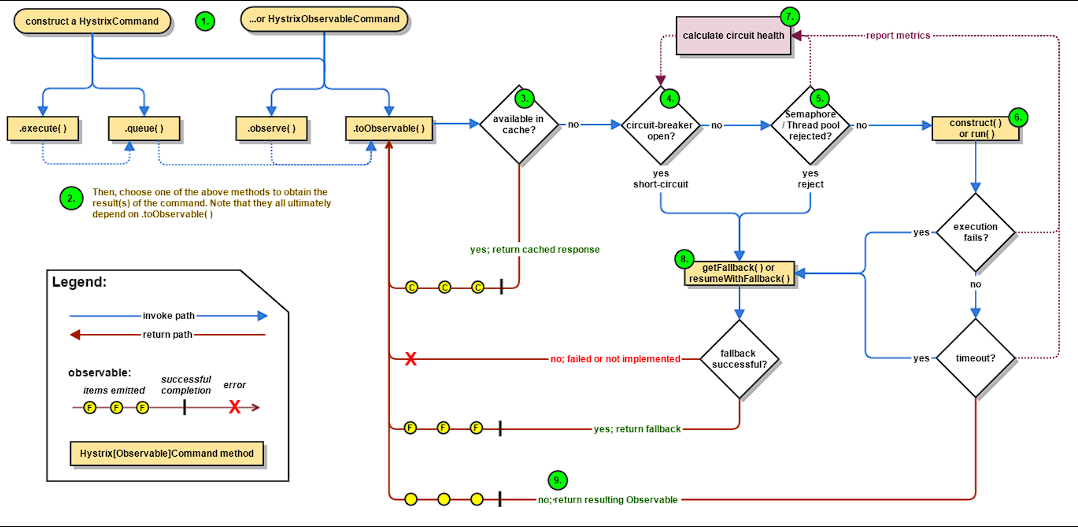 construct a HystrixCommand
1.
...or HystrixObservableCommand
7.
calculate circuit health
report metrics
.execute( )
.queue( )
.observe( )
.toObservable( )
3.
available in
cache?
no
4.
circuit-breaker
open?
no
5.
Semaphore
/ Thread pool
rejected?
no
6.
construct( )
or run( )
yes
short-circuit
yes
reject
2.
Then, choose one of the above methods to obtain the
result(s) of the command. Note that they all ultimately
depend on .toObservable( )
yes
execution
fails?
yes; return cached response
8.
getFallback( ) or
resumeWithFallback( )
no
C
C
C
Legend:
invoke path
return path
observable:
items emitted
successful
completion
error
F
F
F
Hystrix[Observable]Command method
X
no; failed or not implemented
fallback
successful?
yes
timeout?
F
F
F
yes; return fallback
9.
no; return resulting Observable